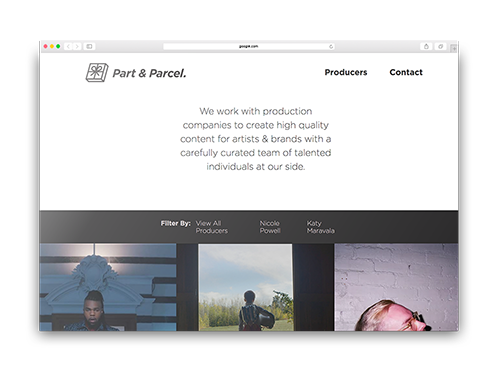 google.com
Part & Parcel.
Producers Contact
We work with production
companies to create high quality
content for artists & brands with a
carefully curated team of talented
individuals at our side.
Filter By: View All Producers Nicole Powell Katy Maravala